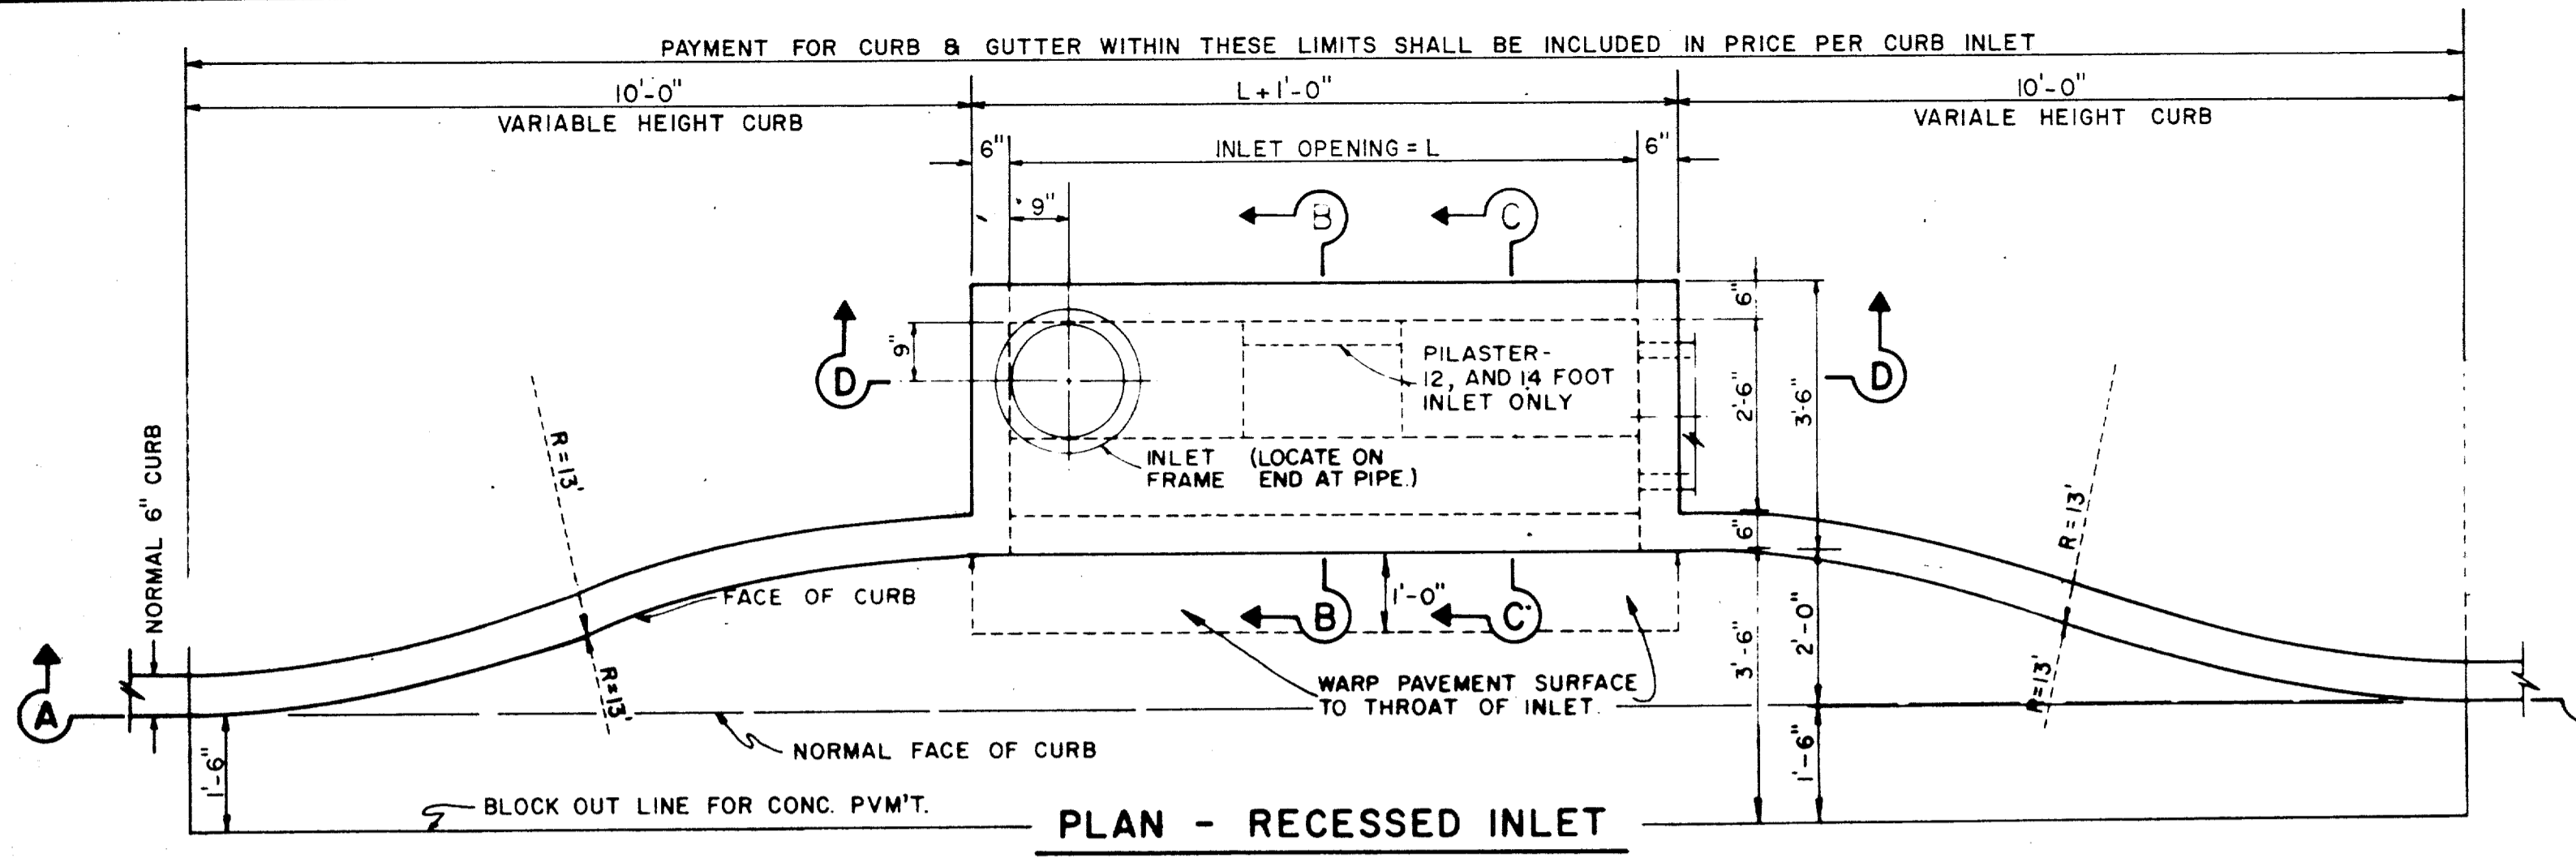 PAYMENT FOR CURB & GUTTER WITHIN THESE LIMITS SHALL BE INCLUDED IN PRICE PER CURB INLET
10'-0" L+1'-0" 10'-0"
VARIABLE HEIGHT CURB VARIALE HEIGHT CURB
6" INLET OPENING = L 6"
9"
B C
6"
9"
D D
PILASTER-
12, AND 14 FOOT
INLET ONLY
2'-6" 3'-6"
INLET (LOCATE ON
FRAME END AT PIPE.)
NORMAL 6" CURB
R=13' R=13'
6"
FACE OF CURB
1'-0"
B C
2'-0"
3'-6"
R=13' R=13'
WARP PAVEMENT SURFACE
TO THROAT OF INLET.
A
NORMAL FACE OF CURB
1'-6" 1'-6"
BLOCK OUT LINE FOR CONC. PVM'T.
PLAN - RECESSED INLET